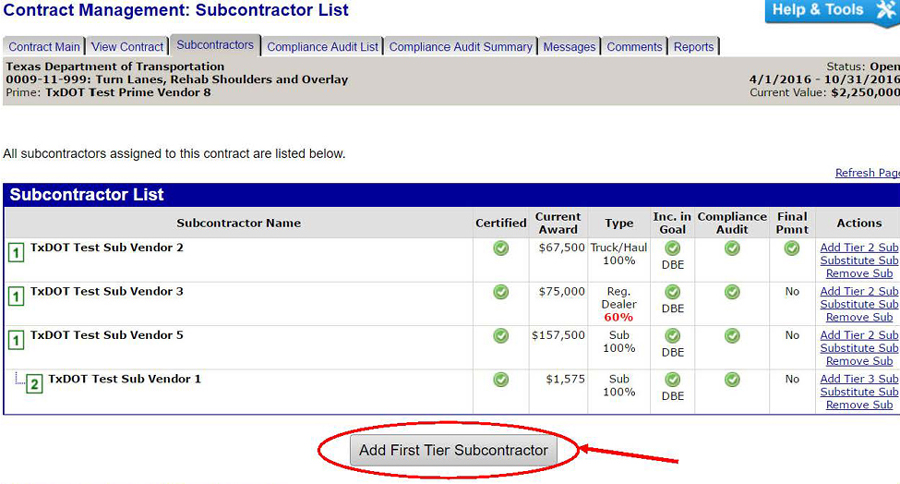 Contract Management: Subcontractor List
Help & Tools
Contract Main View Contract Subcontractors Compliance Audit List Compliance Audit Summary Messages Comments Reports
Texas Department of Transportation Status: Open
0009-11-999: Turn Lanes, Rehab Shoulders and Overlay 4/1/2016 - 10/31/2016
Prime: TxDOT Test Prime Vendor 8 Current Value: $2,250,000
All subcontractors assigned to this contract are listed below.
Refresh Page
Subcontractor List
Subcontractor Name Certified Current Award Type Inc. in Goal Compliance Audit Final Pmnt Actions
1 TxDOT Test Sub Vendor 2 $67,500 Truck/Haul Add Tier 2 Sub
100% DBE Substitute Sub
Remove Sub
1 TxDOT Test Sub Vendor 3 $75,000 Reg. No Add Tier 2 Sub
Dealer DBE Substitute Sub
60% Remove Sub
1 TxDOT Test Sub Vendor 5 $157,500 Sub No Add Tier 2 Sub
100% DBE Substitute Sub
Remove Sub
2 TxDOT Test Sub Vendor 1 $1,575 Sub No Add Tier 3 Sub
100% DBE Substitute Sub
Remove Sub
Add First Tier Subcontractor